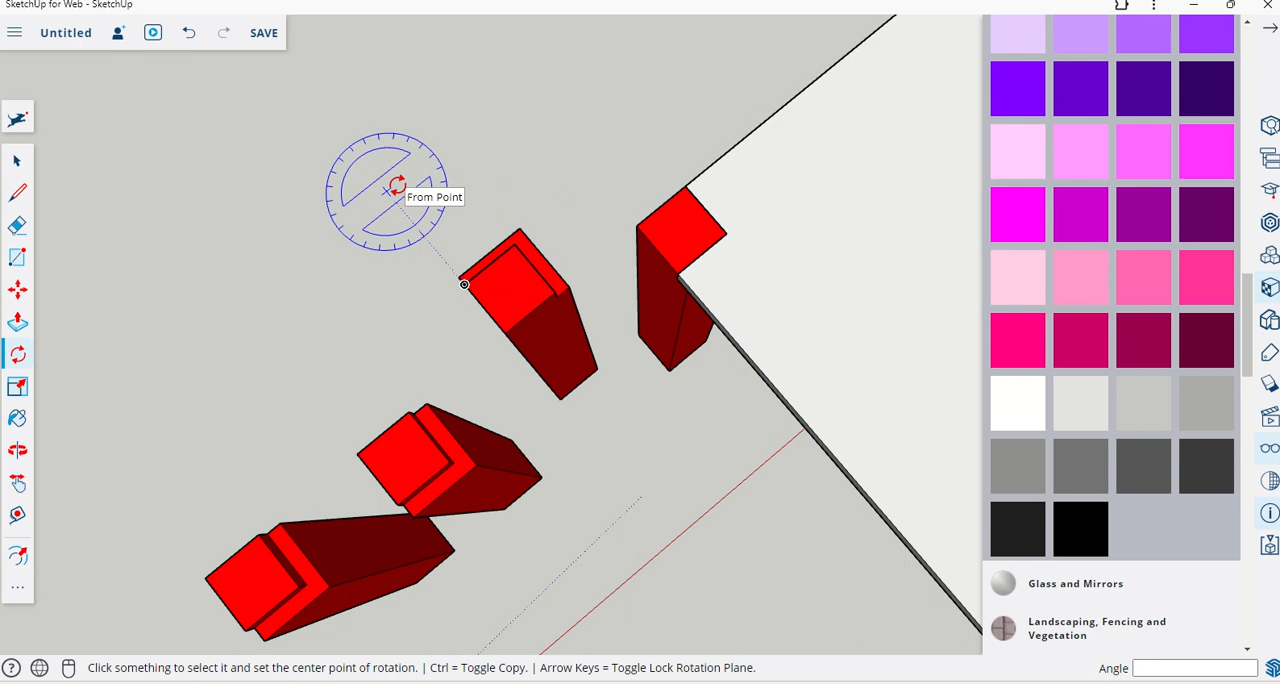 SketchUp for Web - SketchUp
Untitled
SAVE
From Point
Glass and Mirrors
Landscaping, Fencing and
Vegetation
Click something to select it and set the center point of rotation. | Ctrl = Toggle Copy. | Arrow Keys = Toggle Lock Rotation Plane.
Angle